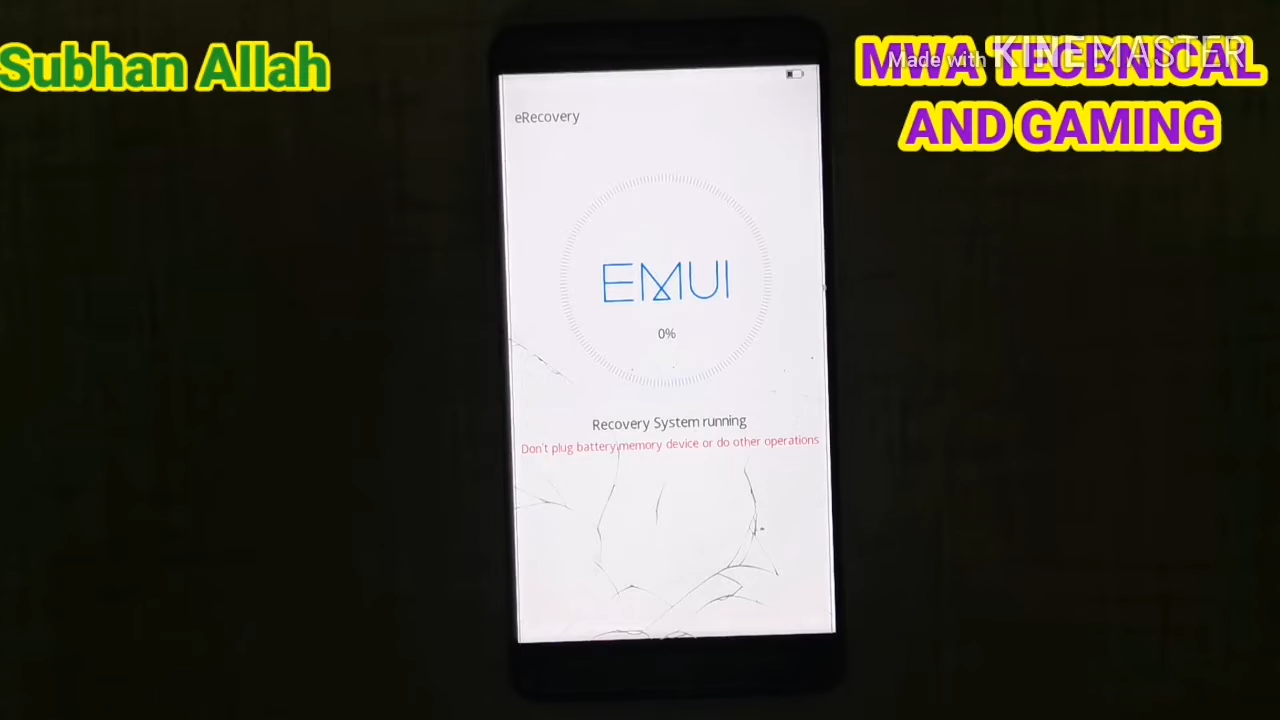 Subhan Allah
Made with KINEMASTER
MWA TECBNICAL
AND GAMING
eRecovery
EMUI
0%
Recovery System running
Don't plug battery,memory device or do other operations